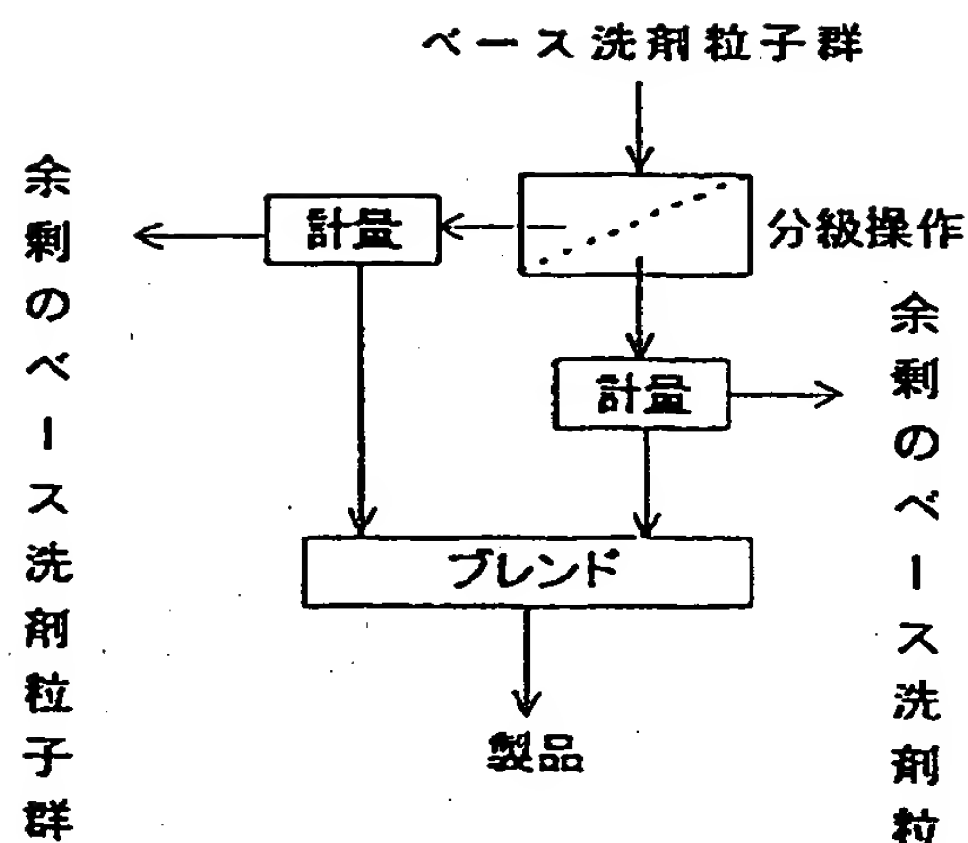 ベース洗剤粒子群
分級操作
計量
計量
ブレンド
製品
余剰のベース洗剤粒子群
余剰のベース洗剤粒